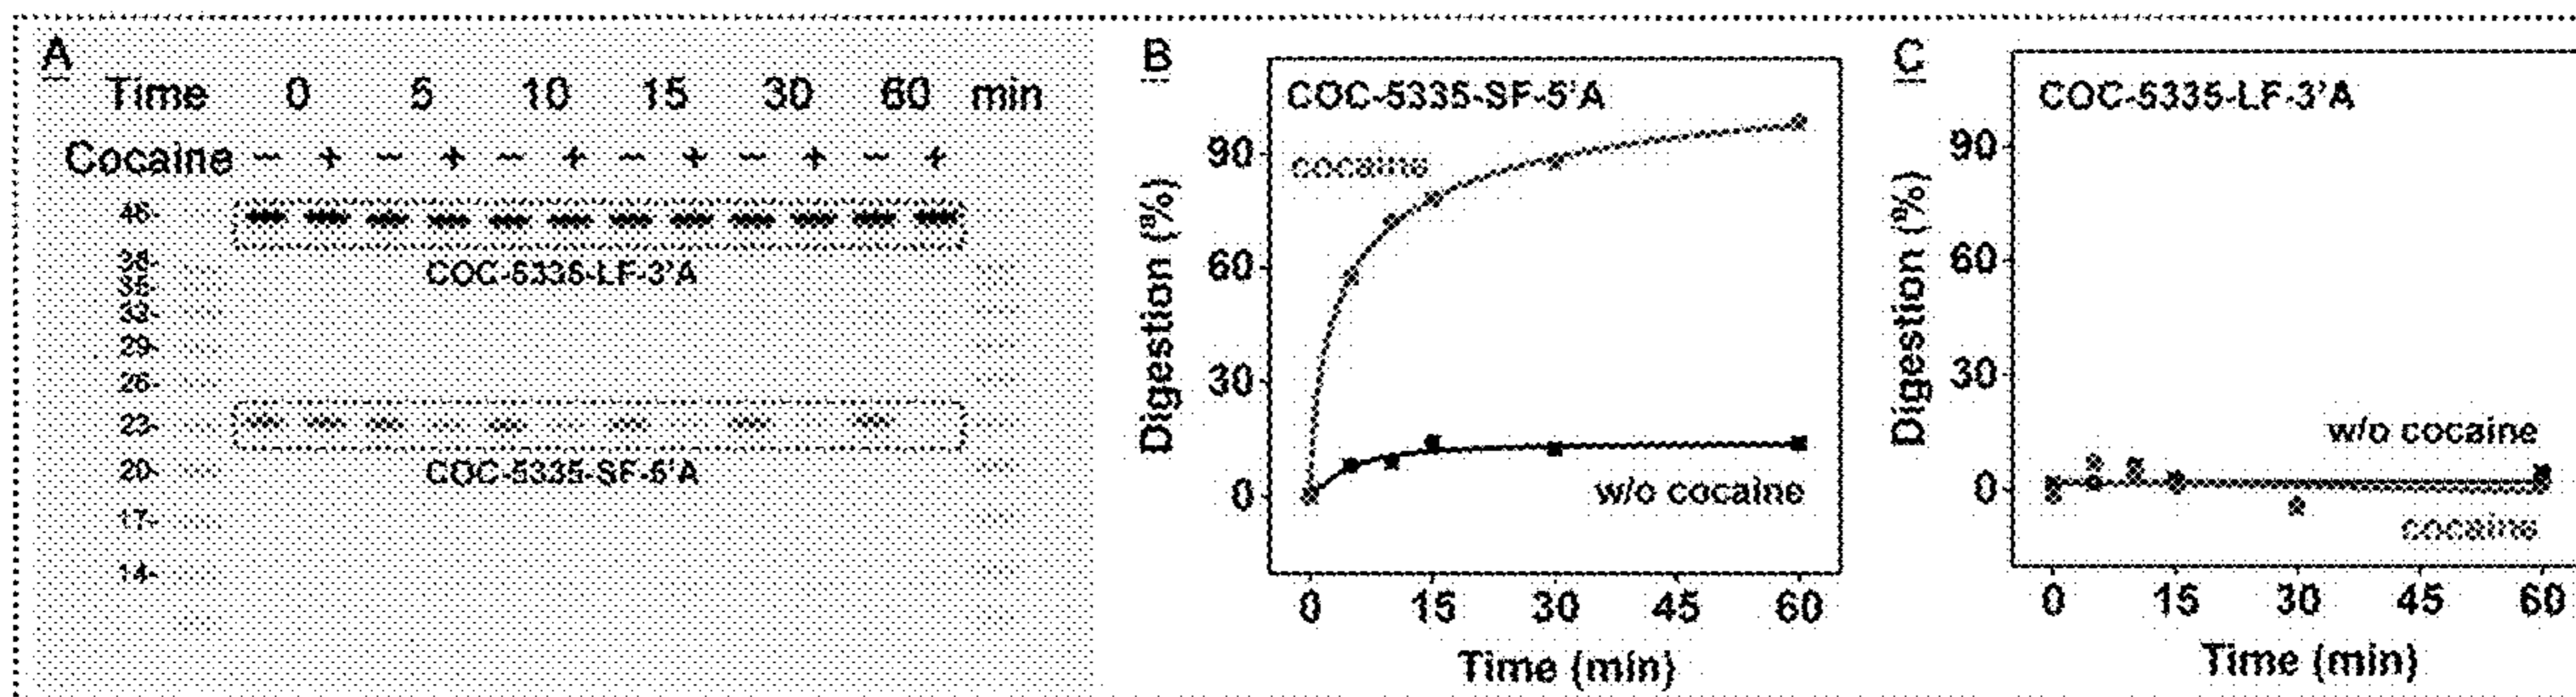 A
Time 0 5 10 15 30 60 min
Cocaine - + - + - + - + - + - +
46-
COC-5335-LF-3'A
38-
35-
32-
29-
26-
23-
20-
COC-5335-SF-5'A
17-
14-
B
COC-5335-SF-5'A
cocaine
w/o cocaine
Digestion (%)
90
60
30
0
0 15 30 45 60
Time (min)
C
COC-5335-LF-3'A
w/o cocaine
cocaine
Digestion (%)
90
60
30
0
0 15 30 45 60
Time (min)